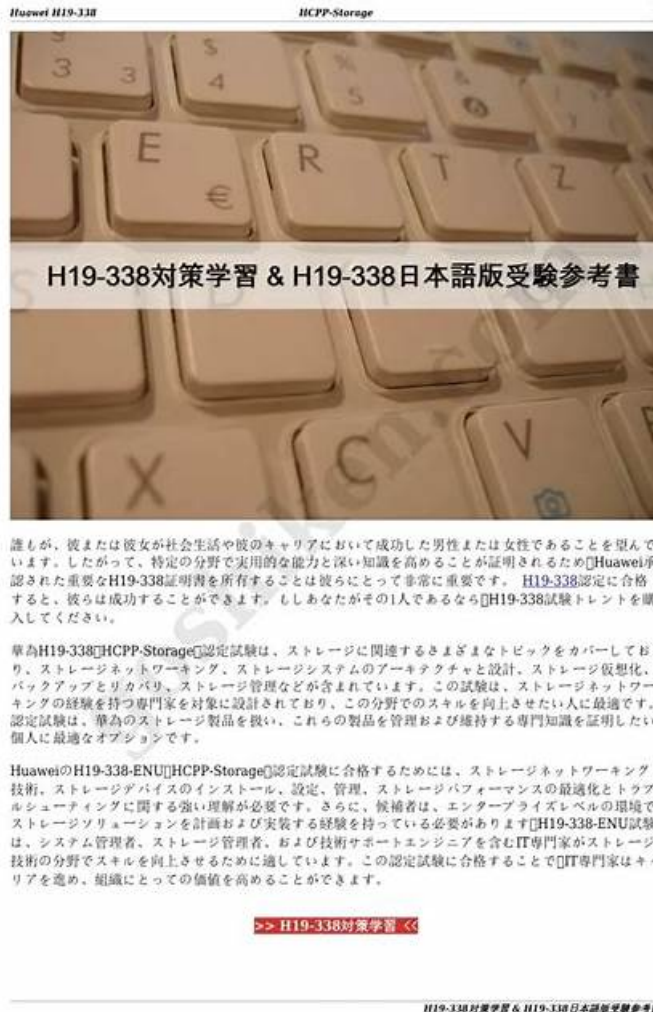 Huawei H19-338
HCPP-Storage
3 3
$
4
%
5
&
6
E
€
R
T
Z
H19-338対策学習 & H19-338日本語版受験参考書
X
C
V
誰もが、彼または彼女が社会生活や彼のキャリアにおいて成功した男性または女性であることを望んで
います。したがって、特定の分野で実用的な能力と深い知識を高めることが証明されるため▯Huawei承
認された重要なH19-338証明書を所有することは彼らにとって非常に重要です。 H19-338認定に合格
すると、彼らは成功することができます。もしあなたがその1人であるなら▯H19-338試験トレントを購
入してください。
華為H19-338▯HCPP-Storage▯認定試験は、ストレージに関連するさまざまなトピックをカバーしてお
り、ストレージネットワーキング、ストレージシステムのアーキテクチャと設計、ストレージ仮想化、
バックアップとリカバリ、ストレージ管理などが含まれています。この試験は、ストレージネットワー
キングの経験を持つ専門家を対象に設計されており、この分野でのスキルを向上させたい人に最適です。
認定試験は、華為のストレージ製品を扱い、これらの製品を管理および維持する専門知識を証明したい
個人に最適なオプションです。
HuaweiのH19-338-ENU▯HCPP-Storage▯認定試験に合格するためには、ストレージネットワーキング
技術、ストレージデバイスのインストール、設定、管理、ストレージパフォーマンスの最適化とトラブ
ルシューティングに関する強い理解が必要です。さらに、候補者は、エンタープライズレベルの環境で
ストレージソリューションを計画および実装する経験を持っている必要があります▯H19-338-ENU試験
は、システム管理者、ストレージ管理者、および技術サポートエンジニアを含むIT専門家がストレージ
技術の分野でスキルを向上させるために適しています。この認定試験に合格することで▯IT専門家はキャ
リアを進め、組織にとっての価値を高めることができます。
>> H19-338対策学習 <<
H19-338対策学習 & H19-338日本語版受験参考書